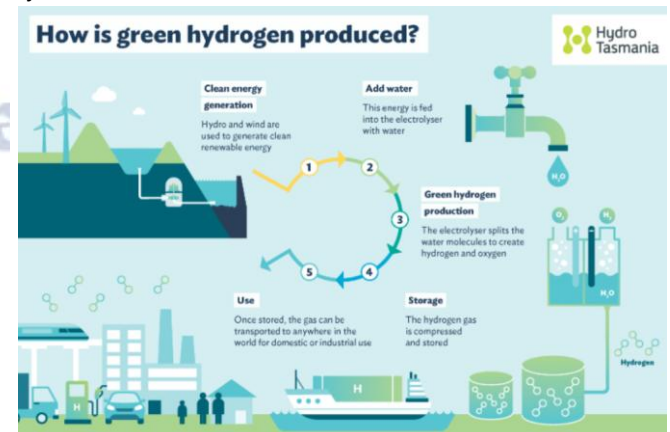 How is green hydrogen produced?
Hydro
Tasmania
Clean energy
generation
Hydro and wind are
used to generate clean
renewable energy
Add water
This energy is fed
into the electrolyser
with water
1
2
3
4
5
H₂O
Green hydrogen
production
The electrolyser splits the
water molecules to create
hydrogen and oxygen
O₂
H₂
H₂O
Use
Once stored, the gas can be
transported to anywhere in the
world for domestic or industrial use
Storage
The hydrogen gas
is compressed
and stored
Hydrogen
H
H